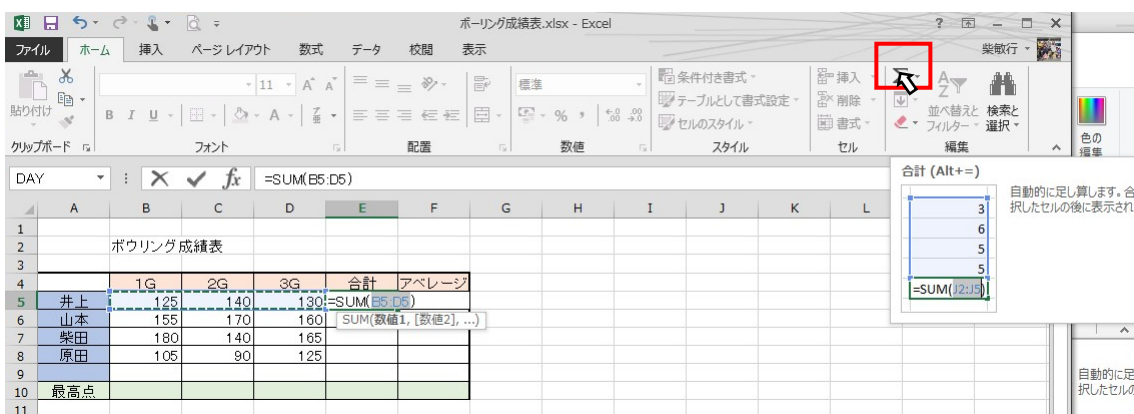 ボーリング成績表.xlsx - Excel
ファイル ホーム 挿入 ページ レイアウト 数式 データ 校閲 表示 柴敏行
11 A A 標準 条件付き書式 挿入
貼り付け B I U A テーブルとして書式設定 削除 並べ替えと フィルター 検索と 選択
セルのスタイル 書式
クリップボード フォント 配置 数値 スタイル セル 編集
色の
編集
DAY fx =SUM(B5:D5)
合計 (Alt+=)
自動的に足し算します。合
択したセルの後に表示され
3
6
5
5
=SUM(J2:J5)
A B C D E F G H I J K L
1
2 ボウリング成績表
3
4 1G 2G 3G 合計 アベレージ
5 井上 125 140 130 =SUM(B5:D5)
6 山本 155 170 160 SUM(数値1, [数値2], ...)
7 柴田 180 140 165
8 原田 105 90 125
9
10 最高点
11
自動的に足
択したセルの